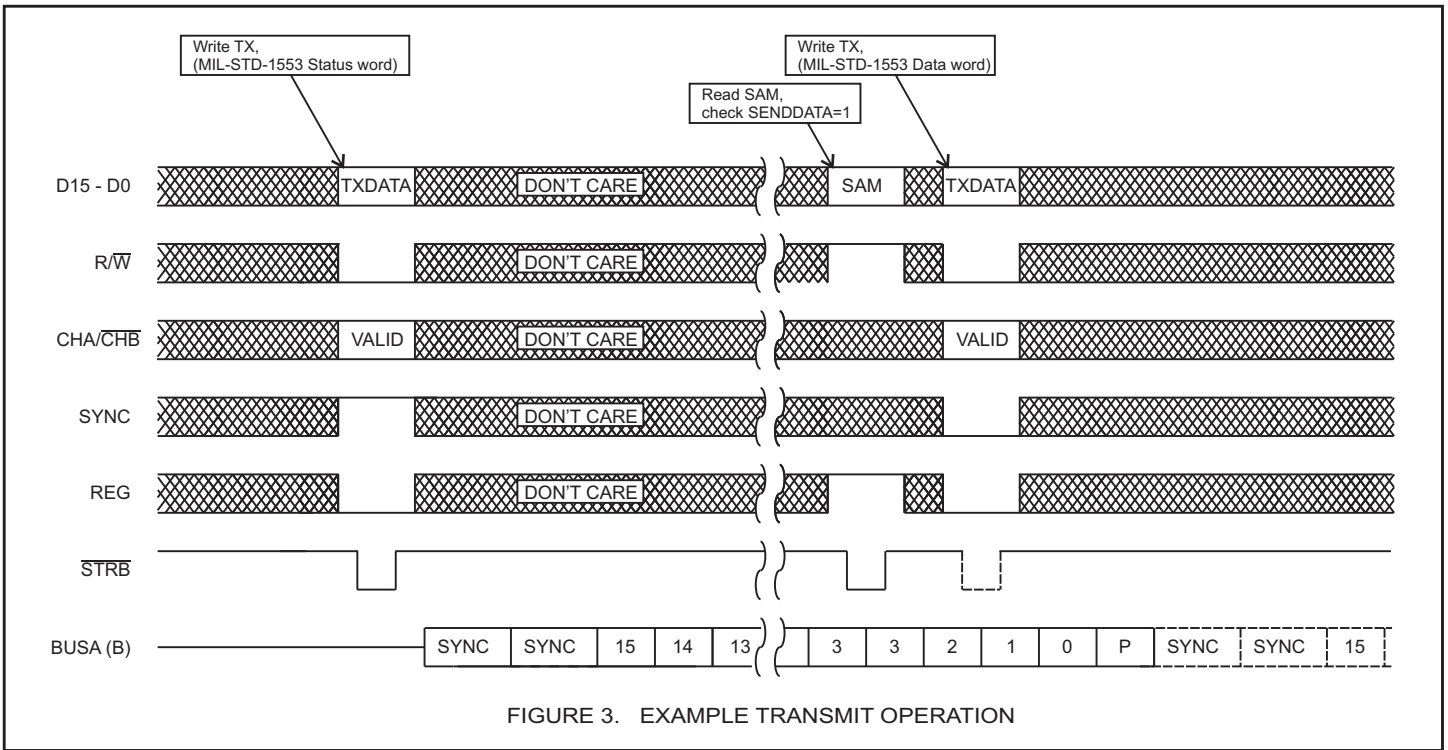 Write TX,
(MIL-STD-1553 Status word)
Write TX,
(MIL-STD-1553 Data word)
Read SAM,
check SENDDATA=1
D15 - D0 TXDATA DON'T CARE SAM TXDATA
R/W̅ DON'T CARE
CHA/C̅H̅B̅ VALID DON'T CARE VALID
SYNC DON'T CARE
REG DON'T CARE
S̅T̅R̅B̅
BUSA (B) SYNC SYNC 15 14 13 3 3 2 1 0 P SYNC SYNC 15
FIGURE 3. EXAMPLE TRANSMIT OPERATION